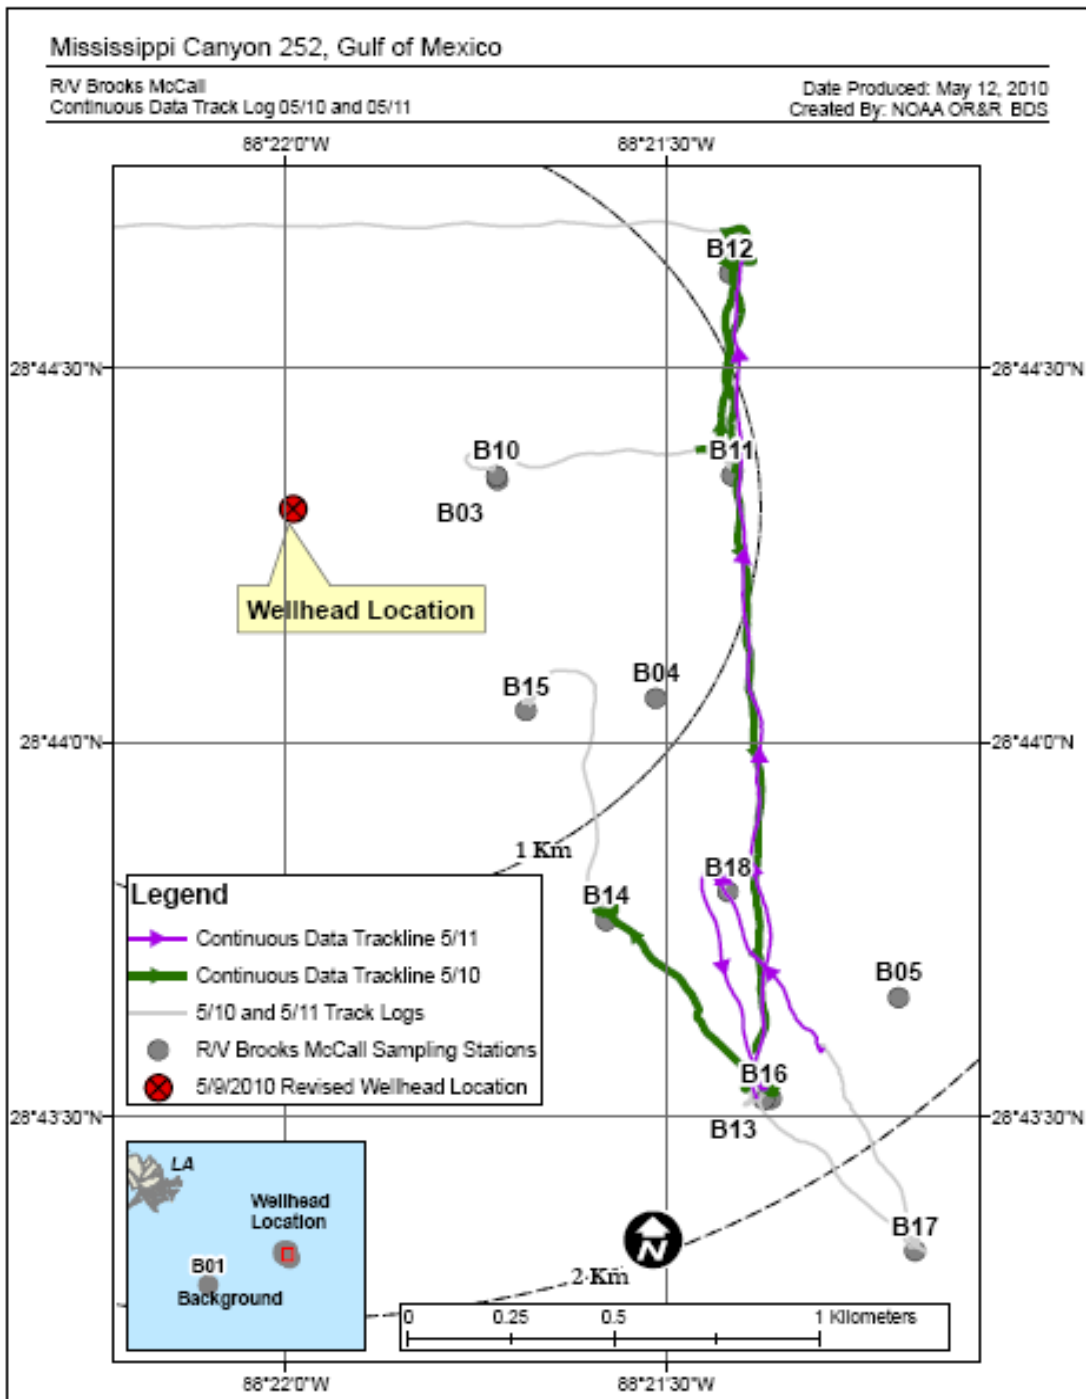 Mississippi Canyon 252, Gulf of Mexico
R/V Brooks McCall
Continuous Data Track Log 05/10 and 05/11
Date Produced: May 12, 2010
Created By: NOAA OR&R BDS
88°22'0"W
88°21'30"W
B12
28°44'30"N
28°44'30"N
B10
B11
B03
Wellhead Location
B15
B04
28°44'0"N
28°44'0"N
1 Km
B18
B14
B05
Legend
Continuous Data Trackline 5/11
Continuous Data Trackline 5/10
5/10 and 5/11 Track Logs
R/V Brooks McCall Sampling Stations
5/9/2010 Revised Wellhead Location
B16
B13
28°43'30"N
28°43'30"N
B17
N
2 Km
LA
Wellhead
Location
B01
Background
0
0.25
0.5
1 Kilometers
88°22'0"W
88°21'30"W